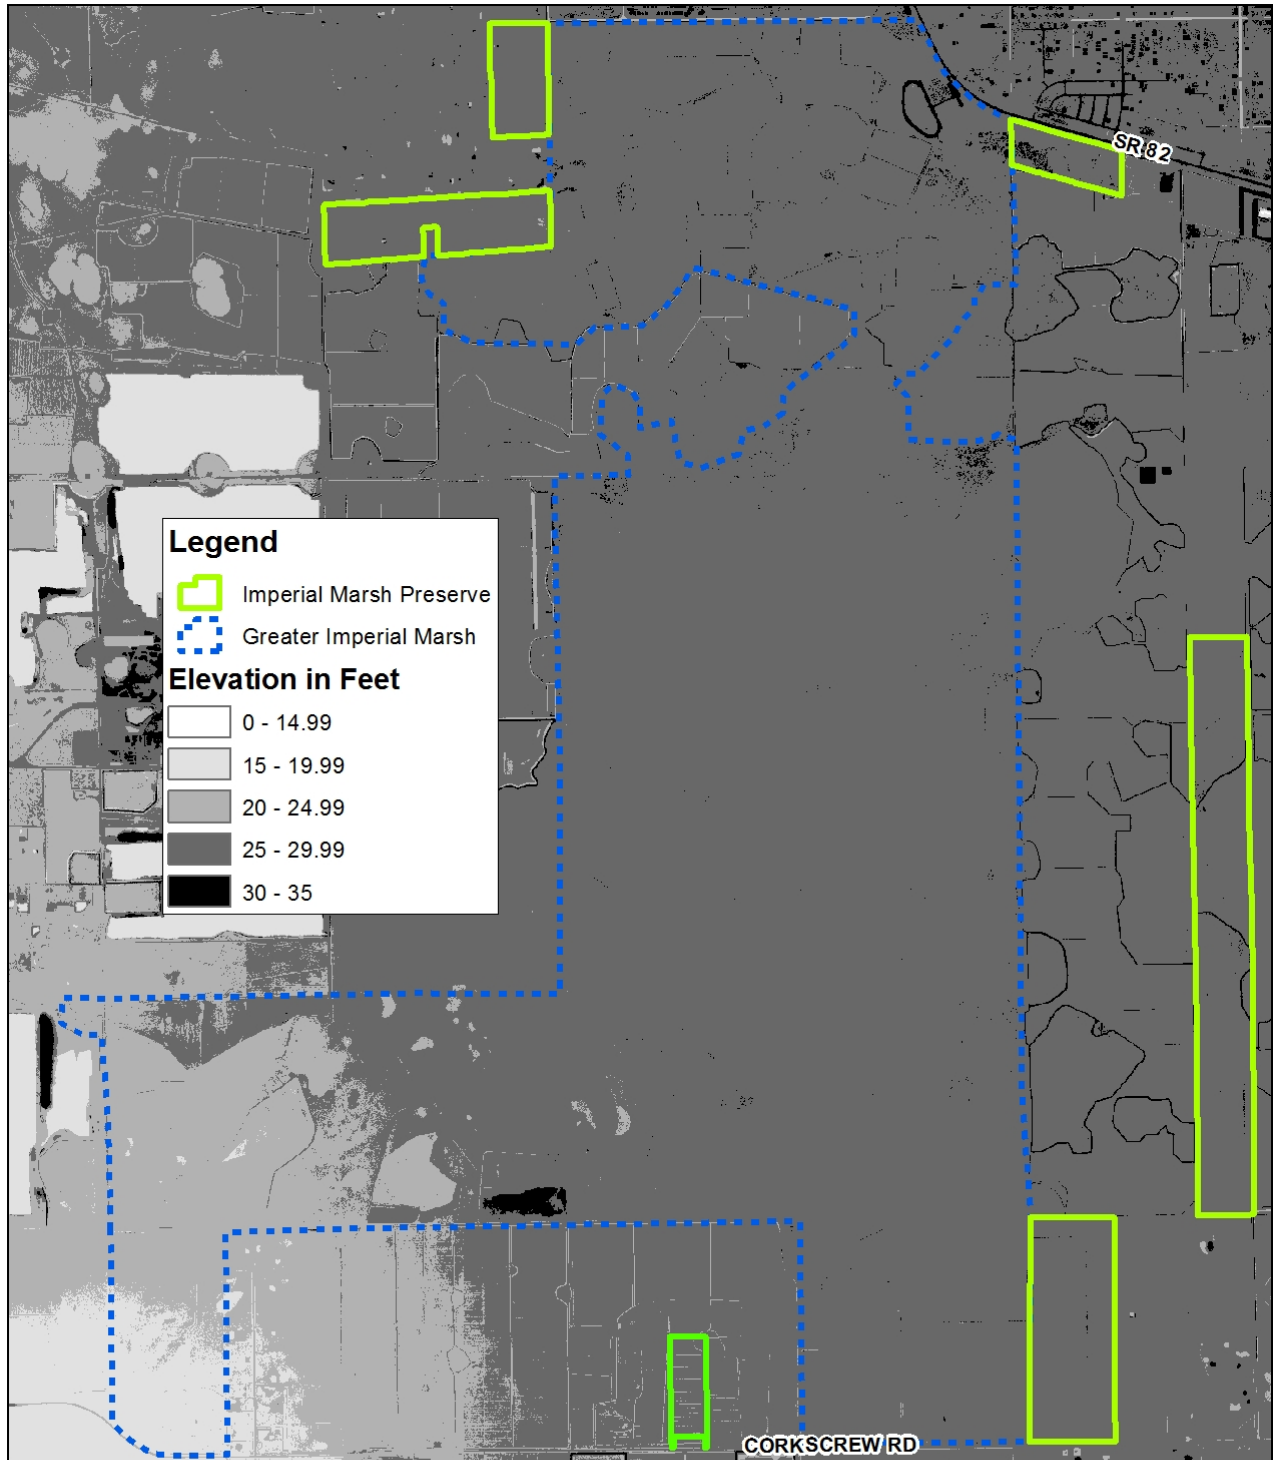 SR 82
Legend
Imperial Marsh Preserve
Greater Imperial Marsh
Elevation in Feet
0 - 14.99
15 - 19.99
20 - 24.99
25 - 29.99
30 - 35
CORKSCREW RD